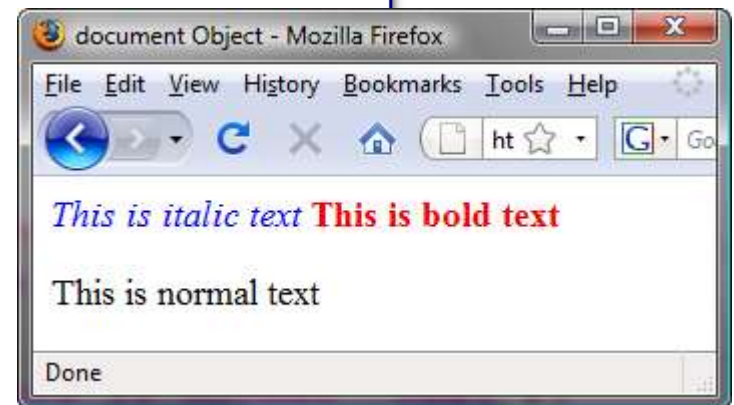 document Object - Mozilla Firefox
File Edit View History Bookmarks Tools Help
ht G Go
This is italic text This is bold text
This is normal text
Done